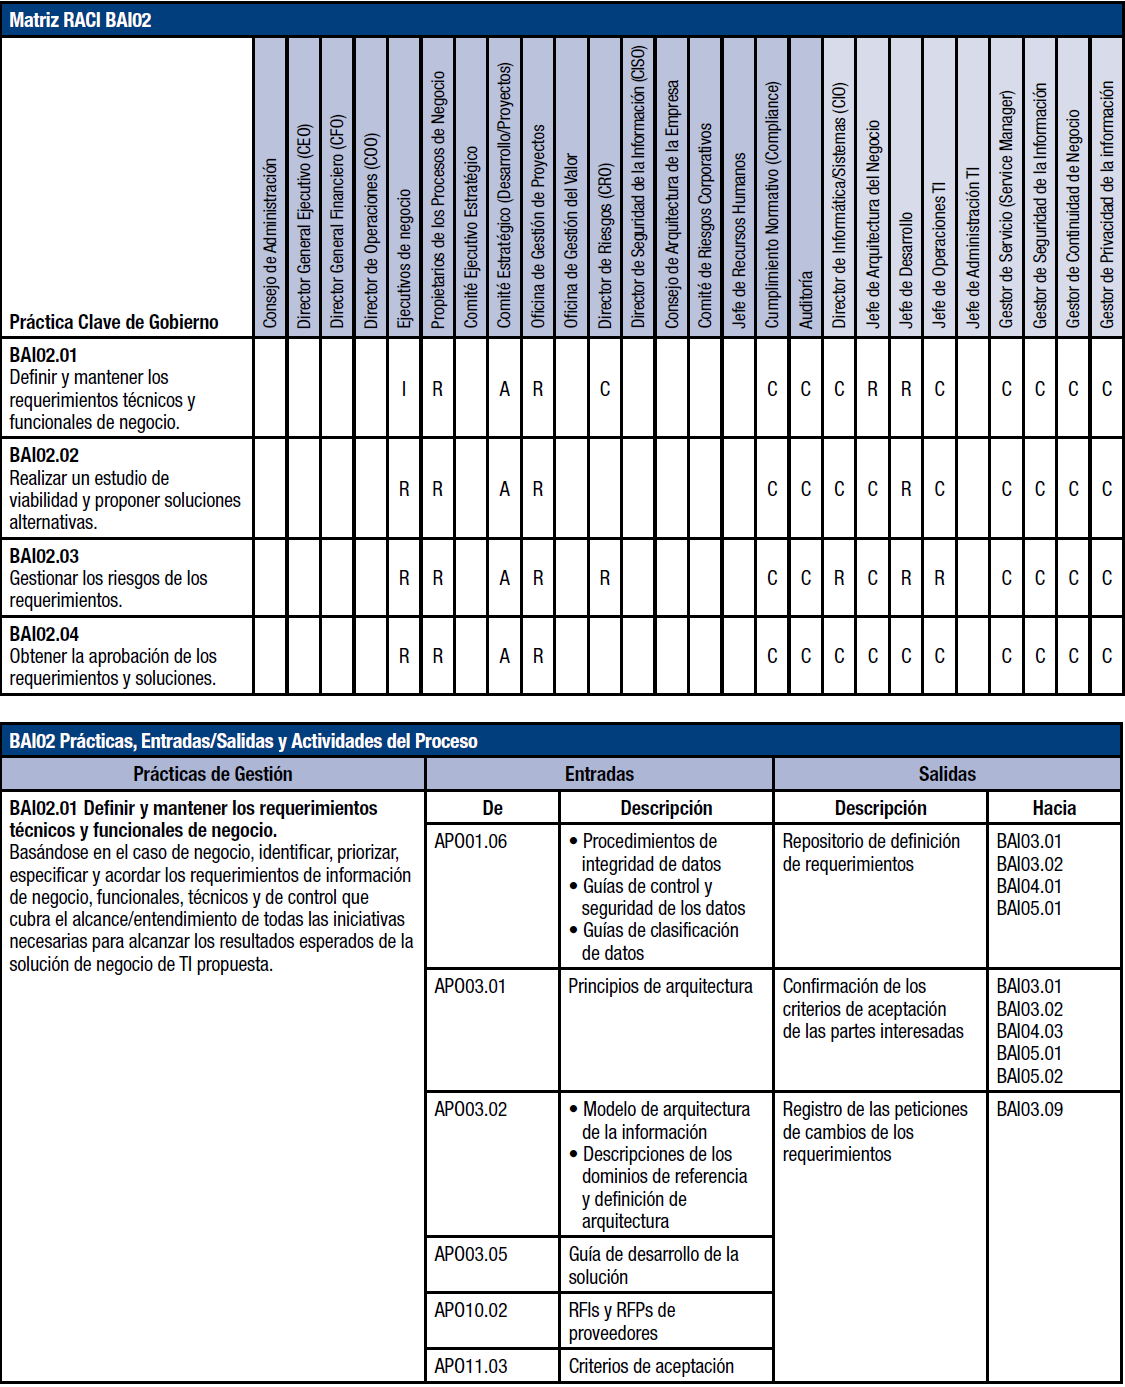 Matriz RACI BAI02
Práctica Clave de Gobierno
Consejo de Administración
Director General Ejecutivo (CEO)
Director General Financiero (CFO)
Director de Operaciones (COO)
Ejecutivos de negocio
Propietarios de los Procesos de Negocio
Comité Ejecutivo Estratégico
Comité Estratégico (Desarrollo/Proyectos)
Oficina de Gestión de Proyectos
Oficina de Gestión del Valor
Director de Riesgos (CRO)
Director de Seguridad de la Información (CISO)
Consejo de Arquitectura de la Empresa
Comité de Riesgos Corporativos
Jefe de Recursos Humanos
Cumplimiento Normativo (Compliance)
Auditoría
Director de Informática/Sistemas (CIO)
Jefe de Arquitectura del Negocio
Jefe de Desarrollo
Jefe de Operaciones TI
Jefe de Administración TI
Gestor de Servicio (Service Manager)
Gestor de Seguridad de la Información
Gestor de Continuidad de Negocio
Gestor de Privacidad de la información
BAI02.01
Definir y mantener los
requerimientos técnicos y
funcionales de negocio.
I R A R C C C C R R C C C C C
BAI02.02
Realizar un estudio de
viabilidad y proponer soluciones
alternativas.
R R A R C C C C R C C C C C
BAI02.03
Gestionar los riesgos de los
requerimientos.
R R A R R C C R C R R C C C C
BAI02.04
Obtener la aprobación de los
requerimientos y soluciones.
R R A R C C C C C C C C C C
BAI02 Prácticas, Entradas/Salidas y Actividades del Proceso
Prácticas de Gestión
Entradas
Salidas
BAI02.01 Definir y mantener los requerimientos
técnicos y funcionales de negocio.
Basándose en el caso de negocio, identificar, priorizar,
especificar y acordar los requerimientos de información
de negocio, funcionales, técnicos y de control que
cubra el alcance/entendimiento de todas las iniciativas
necesarias para alcanzar los resultados esperados de la
solución de negocio de TI propuesta.
De
Descripción
Descripción
Hacia
APO01.06
• Procedimientos de
integridad de datos
• Guías de control y
seguridad de los datos
• Guías de clasificación
de datos
Repositorio de definición
de requerimientos
BAI03.01
BAI03.02
BAI04.01
BAI05.01
APO03.01
Principios de arquitectura
Confirmación de los
criterios de aceptación
de las partes interesadas
BAI03.01
BAI03.02
BAI04.03
BAI05.01
BAI05.02
APO03.02
• Modelo de arquitectura
de la información
• Descripciones de los
dominios de referencia
y definición de
arquitectura
Registro de las peticiones
de cambios de los
requerimientos
BAI03.09
APO03.05
Guía de desarrollo de la
solución
APO10.02
RFIs y RFPs de
proveedores
APO11.03
Criterios de aceptación